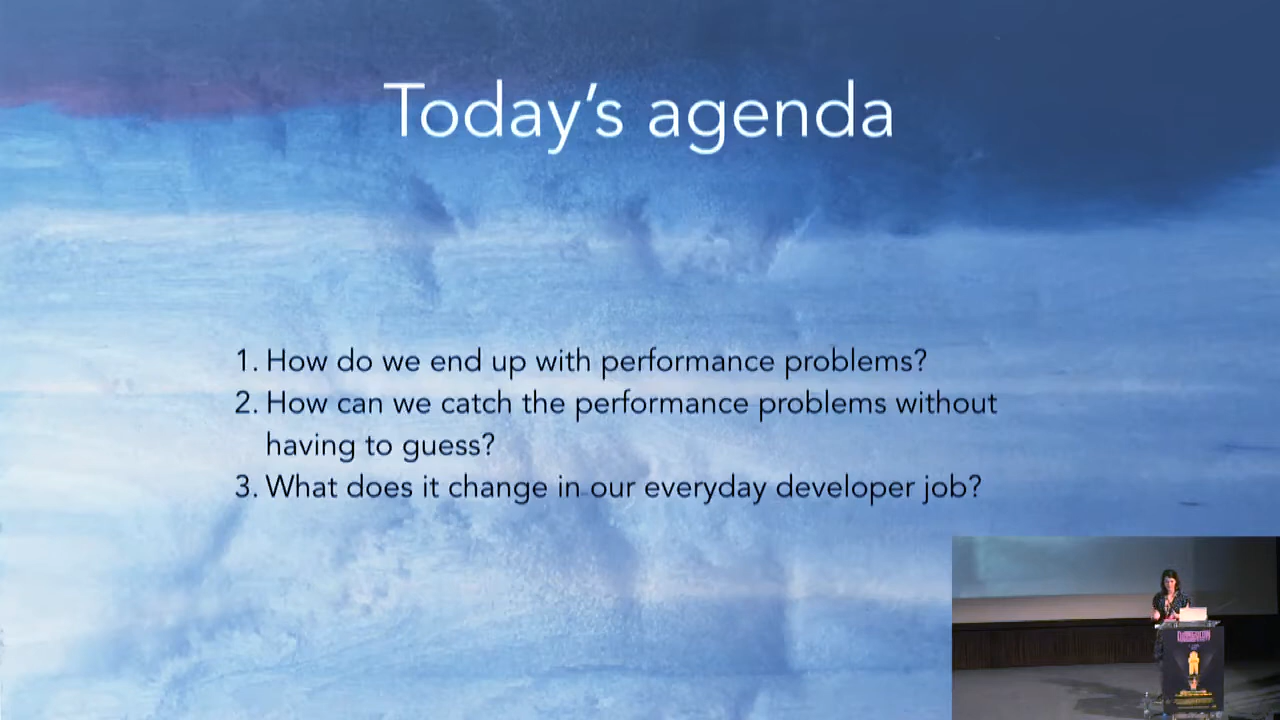 Today’s agenda
1. How do we end up with performance problems?
2. How can we catch the performance problems without
having to guess?
3. What does it change in our everyday developer job?